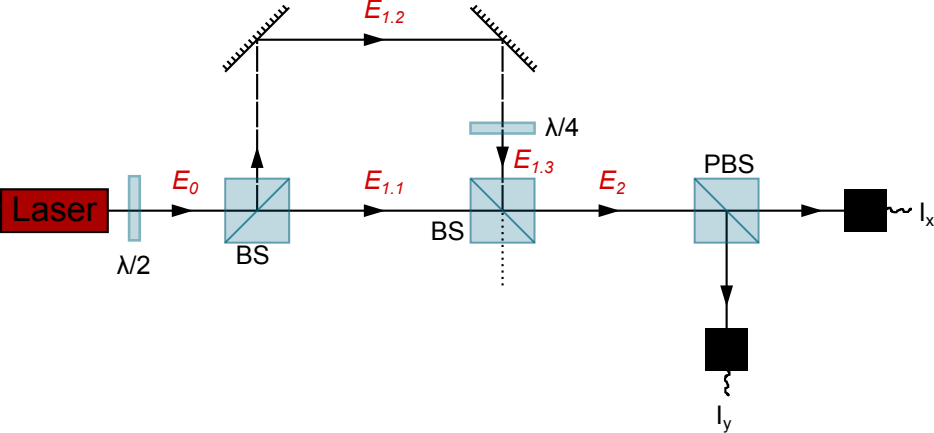 E1.2
λ/4
E0
E1.1
E1.3
E2
PBS
Laser
Ix
BS
BS
λ/2
Iy